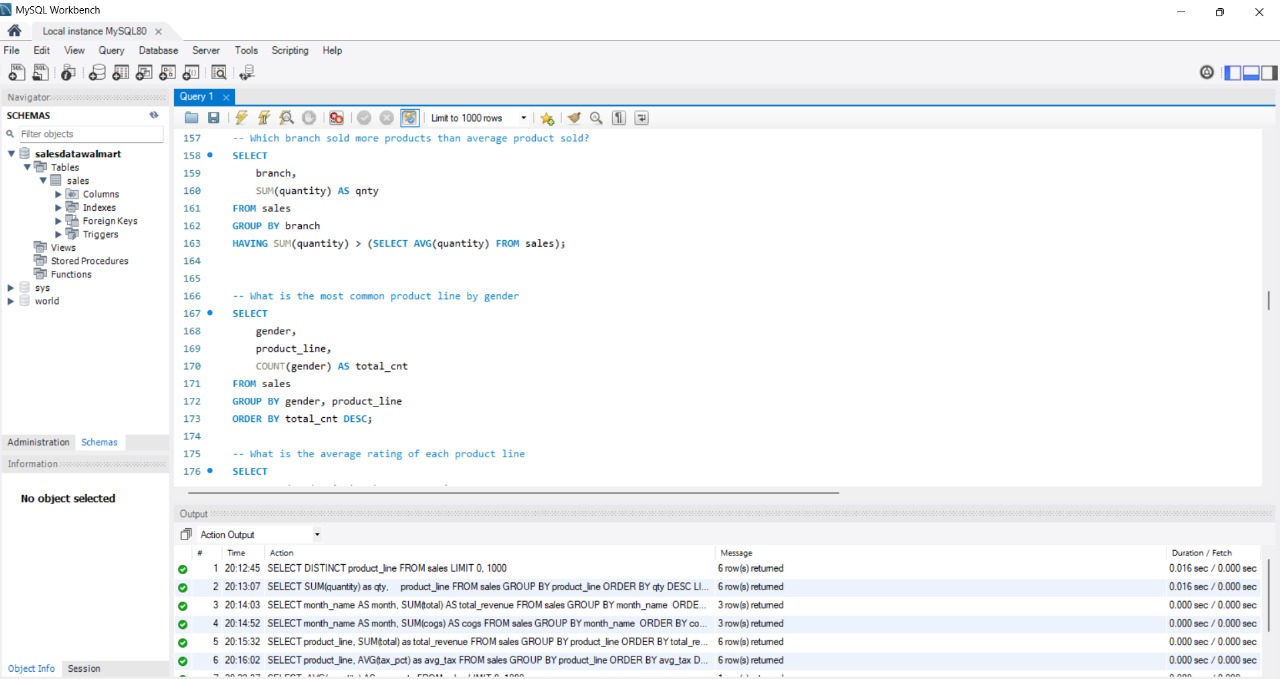 MySQL Workbench
Local instance MySQL80
File Edit View Query Database Server Tools Scripting Help
Navigator
SCHEMAS
Filter objects
salesdatawalmart
Tables
sales
Columns
Indexes
Foreign Keys
Triggers
Views
Stored Procedures
Functions
sys
world
Administration Schemas
Information
No object selected
Object Info Session
Query 1
Limit to 1000 rows
157 -- Which branch sold more products than average product sold?
158 SELECT
159 branch,
160 SUM(quantity) AS qnty
161 FROM sales
162 GROUP BY branch
163 HAVING SUM(quantity) > (SELECT AVG(quantity) FROM sales);
164
165
166 -- What is the most common product line by gender
167 SELECT
168 gender,
169 product_line,
170 COUNT(gender) AS total_cnt
171 FROM sales
172 GROUP BY gender, product_line
173 ORDER BY total_cnt DESC;
174
175 -- What is the average rating of each product line
176 SELECT
Output
Action Output
# Time Action Message Duration / Fetch
1 20:12:45 SELECT DISTINCT product_line FROM sales LIMIT 0, 1000 6 row(s) returned 0.016 sec / 0.000 sec
2 20:13:07 SELECT SUM(quantity) as qty, product_line FROM sales GROUP BY product_line ORDER BY qty DESC LI... 6 row(s) returned 0.016 sec / 0.000 sec
3 20:14:03 SELECT month_name AS month, SUM(total) AS total_revenue FROM sales GROUP BY month_name ORDE... 3 row(s) returned 0.000 sec / 0.000 sec
4 20:14:52 SELECT month_name AS month, SUM(cogs) AS cogs FROM sales GROUP BY month_name ORDER BY co... 3 row(s) returned 0.000 sec / 0.000 sec
5 20:15:32 SELECT product_line, SUM(total) as total_revenue FROM sales GROUP BY product_line ORDER BY total_re... 6 row(s) returned 0.000 sec / 0.000 sec
6 20:16:02 SELECT product_line, AVG(tax_pct) as avg_tax FROM sales GROUP BY product_line ORDER BY avg_tax D... 6 row(s) returned 0.000 sec / 0.000 sec